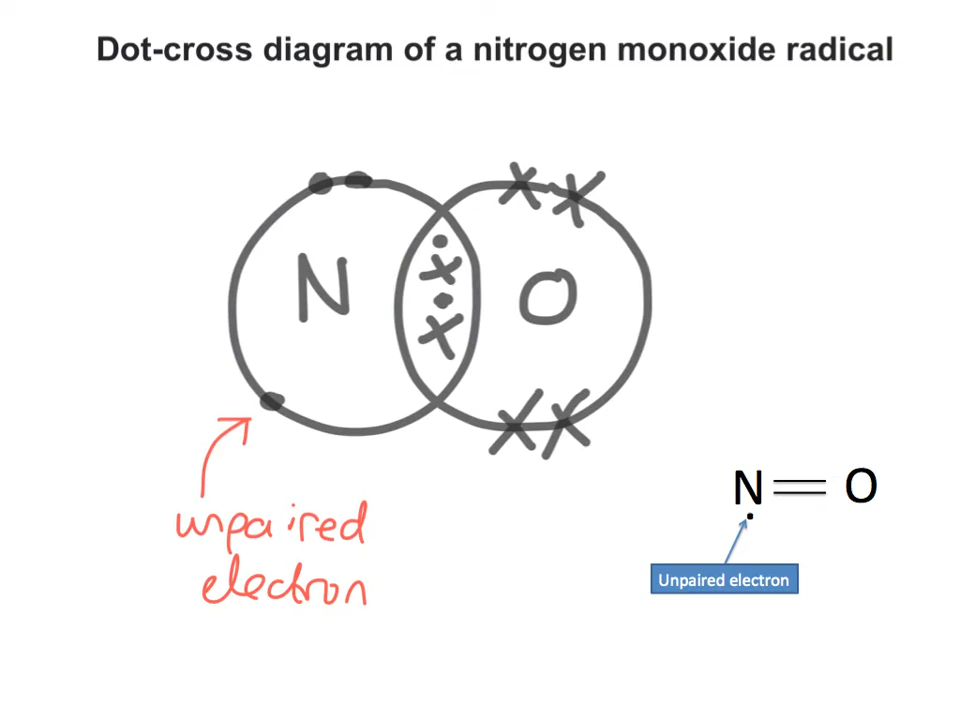 Dot-cross diagram of a nitrogen monoxide radical
N
O
unpaired
electron
N O
Unpaired electron